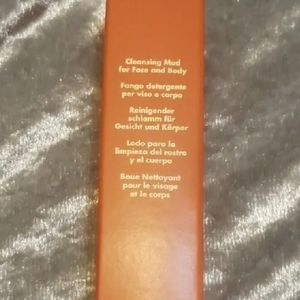 Cleansing Mud
for Face and Body
Fango detergente
per viso e corpo
Reinigender
schlamm für
Gesicht und Körper
Lodo para la
limpieza del rostro
y el cuerpo
Boue Nettoyant
pour le visage
et le corps